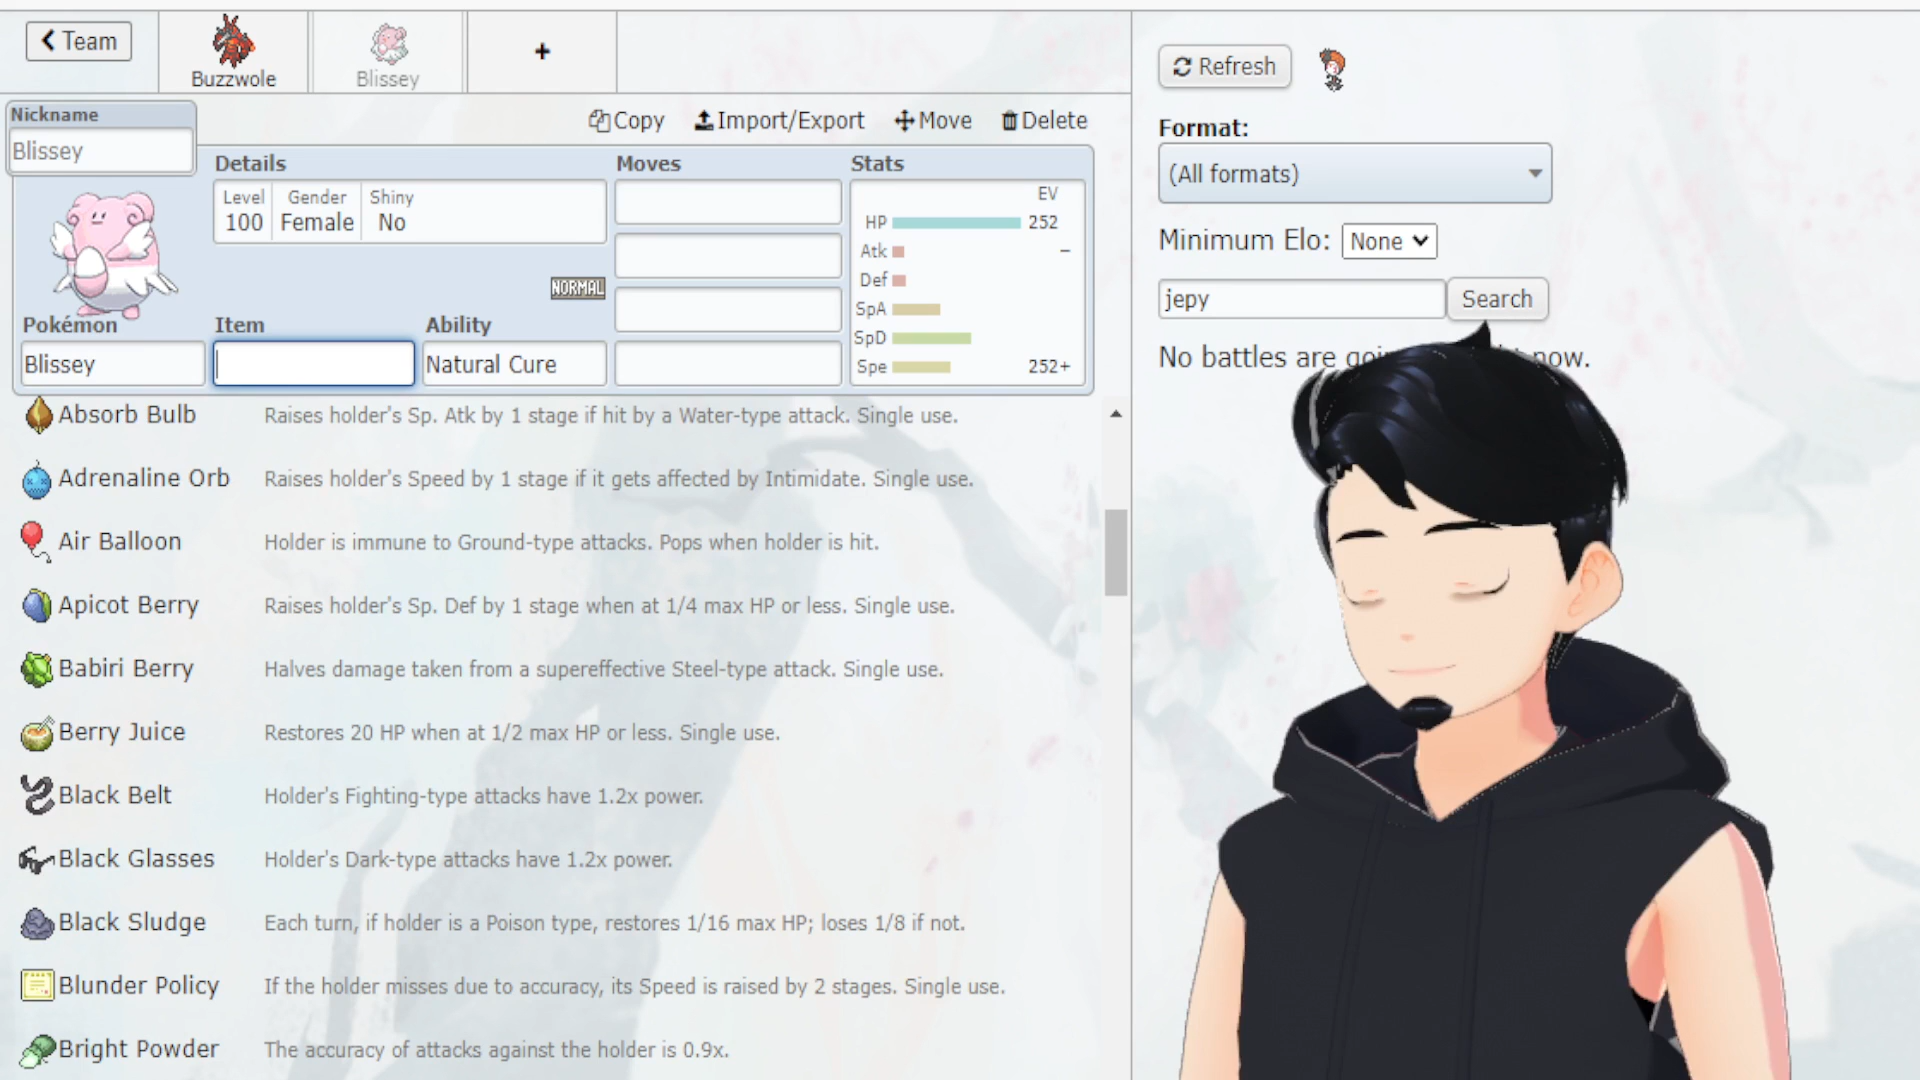 Team
Buzzwole
Blissey
+
Nickname
Blissey
Copy
Import/Export
Move
Delete
Details
Level
100
Gender
Female
Shiny
No
NORMAL
Pokémon
Blissey
Item
Ability
Natural Cure
Moves
Stats
EV
HP 252
Atk –
Def
SpA
SpD
Spe 252+
Absorb Bulb Raises holder's Sp. Atk by 1 stage if hit by a Water-type attack. Single use.
Adrenaline Orb Raises holder's Speed by 1 stage if it gets affected by Intimidate. Single use.
Air Balloon Holder is immune to Ground-type attacks. Pops when holder is hit.
Apicot Berry Raises holder's Sp. Def by 1 stage when at 1/4 max HP or less. Single use.
Babiri Berry Halves damage taken from a supereffective Steel-type attack. Single use.
Berry Juice Restores 20 HP when at 1/2 max HP or less. Single use.
Black Belt Holder's Fighting-type attacks have 1.2x power.
Black Glasses Holder's Dark-type attacks have 1.2x power.
Black Sludge Each turn, if holder is a Poison type, restores 1/16 max HP; loses 1/8 if not.
Blunder Policy If the holder misses due to accuracy, its Speed is raised by 2 stages. Single use.
Bright Powder The accuracy of attacks against the holder is 0.9x.
Refresh
Format:
(All formats)
Minimum Elo: None
jepy
Search
No battles are now.